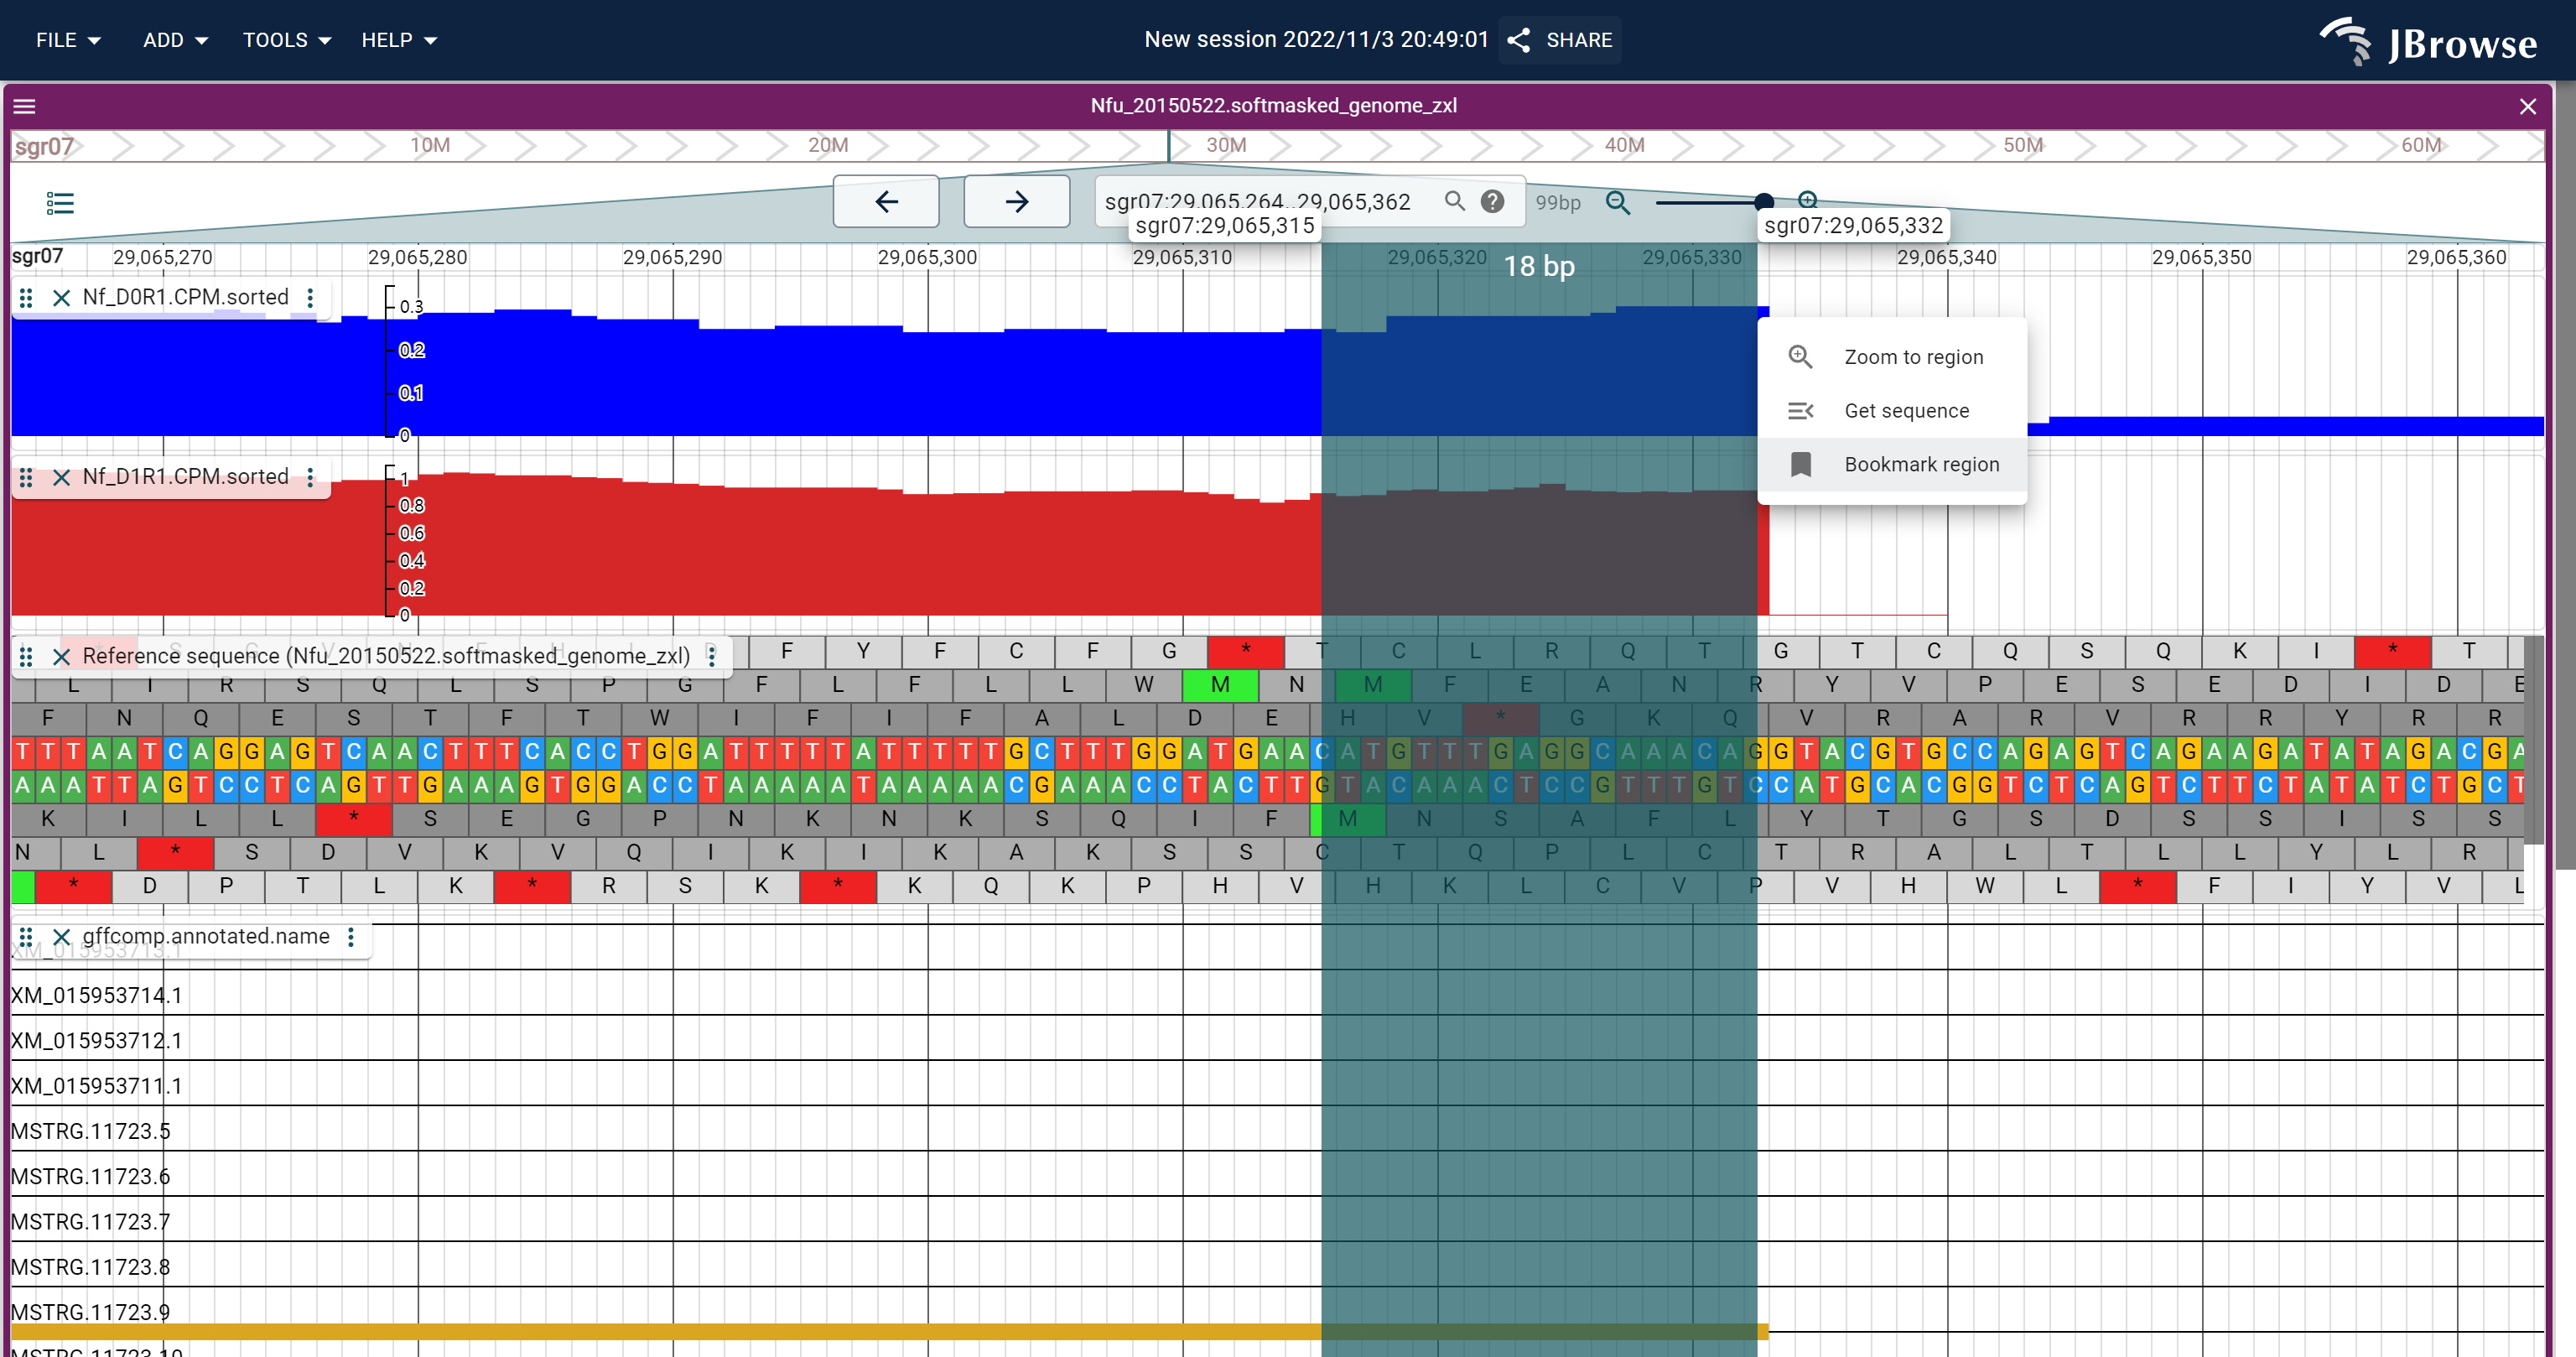 FILE ADD TOOLS HELP New session 2022/11/3 20:49:01 SHARE JBrowse
Nfu_20150522.softmasked_genome_zxl
sgr07 10M 20M 30M 40M 50M 60M
sgr07:29,065,264..29,065,362 99bp
sgr07:29,065,315 sgr07:29,065,332
sgr07 29,065,270 29,065,280 29,065,290 29,065,300 29,065,310 29,065,320 29,065,330 29,065,340 29,065,350 29,065,360
18 bp
Nf_D0R1.CPM.sorted
0.3
0.2
0.1
0
Zoom to region
Get sequence
Bookmark region
Nf_D1R1.CPM.sorted
1
0.8
0.6
0.4
0.2
0
Reference sequence (Nfu_20150522.softmasked_genome_zxl) F Y F C F G * T C L R Q T G T C Q S Q K I * T
L I R S Q L S P G F L F L L W M N M F E A N R Y V P E S E D I D E
F N Q E S T F T W I F I F A L D E H V * G K Q V R A R V R R Y R R
T T T A A T C A G G A G T C A A C T T T C A C C T G G A T T T T T A T T T T T G C T T T G G A T G A A C A T G T T T G A G G C A A A C A G G T A C G T G C C A G A G T C A G A A G A T A T A G A C G A
A A A T T A G T C C T C A G T T G A A A G T G G A C C T A A A A A T A A A A A C G A A A C C T A C T T G T A C A A A C T C C G T T T G T C C A T G C A C G G T C T C A G T C T T C T A T A T C T G C T
K I L L * S E G P N K N K S Q I F M N S A F L Y T G S D S S I S S
N L * S D V K V Q I K I K A K S S C T Q P L C T R A L T L L Y L R
* D P T L K * R S K * K Q K P H V H K L C V P V H W L * F I Y V L
gffcomp.annotated.name
XM_015953713.1
XM_015953714.1
XM_015953712.1
XM_015953711.1
MSTRG.11723.5
MSTRG.11723.6
MSTRG.11723.7
MSTRG.11723.8
MSTRG.11723.9
MSTRG.11723.10